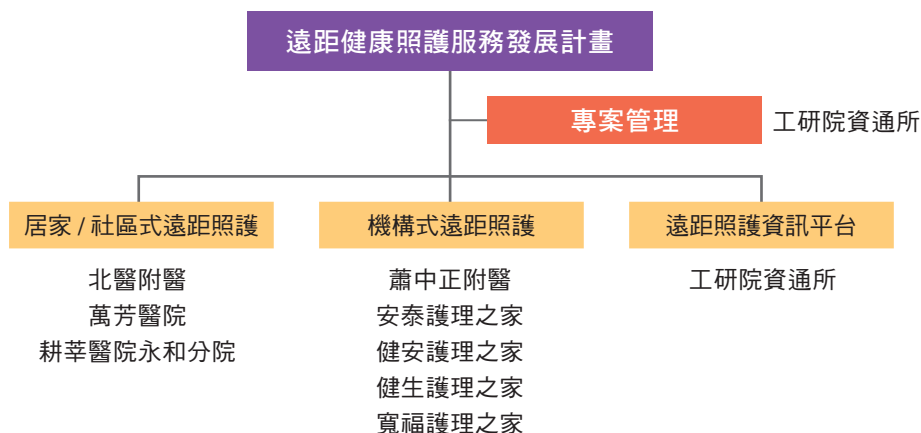 遠距健康照護服務發展計畫
專案管理
工研院資通所
居家/社區式遠距照護
北醫附醫
萬芳醫院
耕莘醫院永和分院
機構式遠距照護
蕭中正附醫
安泰護理之家
健安護理之家
健生護理之家
寬福護理之家
遠距照護資訊平台
工研院資通所